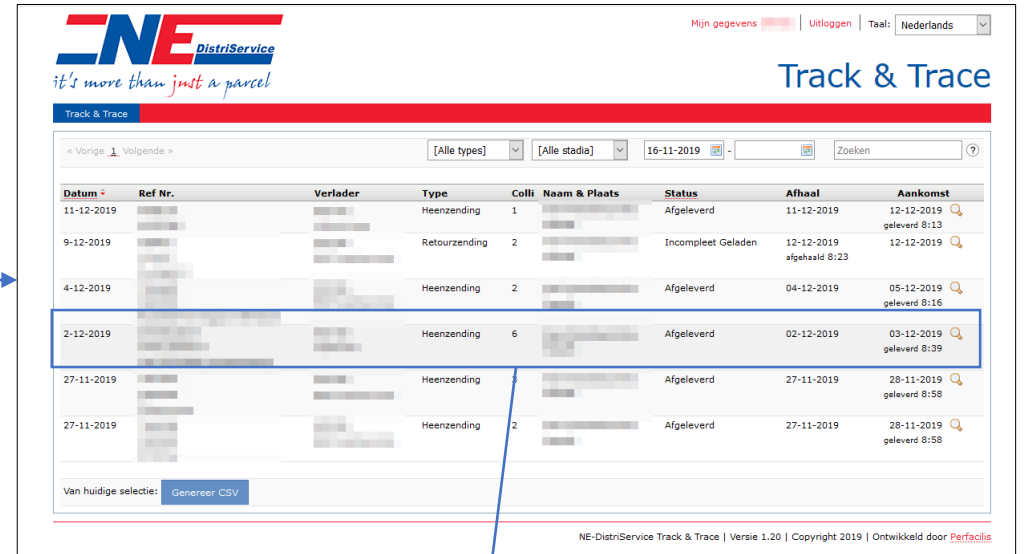 Mijn gegevens | Uitloggen | Taal: Nederlands
NE DistriService
it's more than just a parcel
Track & Trace
Track & Trace
« Vorige 1 Volgende » [Alle types] [Alle stadia] 16-11-2019 - Zoeken ?
Datum Ref Nr. Verlader Type Colli Naam & Plaats Status Afhaal Aankomst
11-12-2019 Heenzending 1 Afgeleverd 11-12-2019 12-12-2019
geleverd 8:13
9-12-2019 Retourzending 2 Incompleet Geladen 12-12-2019 12-12-2019
afgehaald 8:23
4-12-2019 Heenzending 2 Afgeleverd 04-12-2019 05-12-2019
geleverd 8:16
2-12-2019 Heenzending 6 Afgeleverd 02-12-2019 03-12-2019
geleverd 8:39
27-11-2019 Heenzending Afgeleverd 27-11-2019 28-11-2019
geleverd 8:58
27-11-2019 Heenzending 2 Afgeleverd 27-11-2019 28-11-2019
geleverd 8:58
Van huidige selectie: Genereer CSV
NE-DistriService Track & Trace | Versie 1.20 | Copyright 2019 | Ontwikkeld door Perfacilis